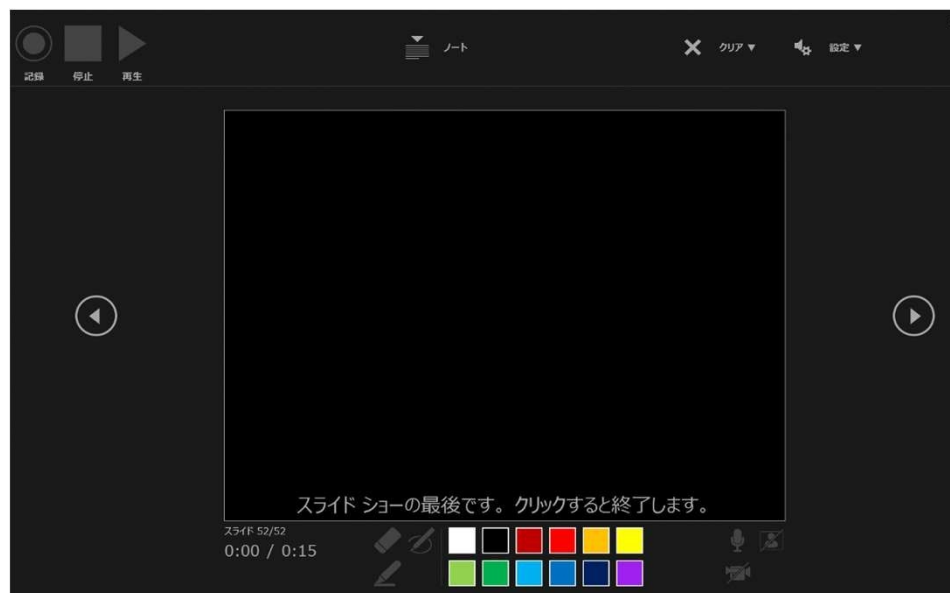 記録
停止
再生
ノート
クリア ▼
設定 ▼
スライド ショーの最後です。クリックすると終了します。
スライド 52/52
0:00 / 0:15